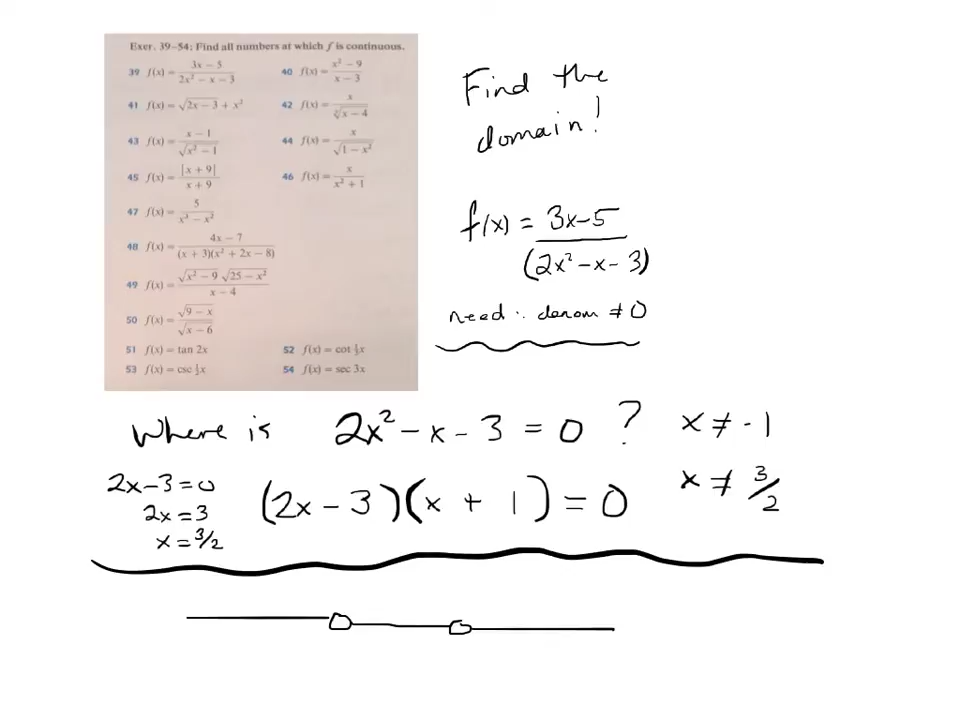 Exer. 39–54: Find all numbers at which f is continuous.
39 f(x) = (3x − 5)/(2x² − x − 3) 40 f(x) = (x² − 9)/(x − 3)
41 f(x) = √(2x − 3) + x² 42 f(x) = x/∛(x − 4)
43 f(x) = (x − 1)/√(x² − 1) 44 f(x) = x/√(1 − x²)
45 f(x) = |x + 9|/(x + 9) 46 f(x) = x/(x² + 1)
47 f(x) = 5/(x³ − x²)
48 f(x) = (4x − 7)/((x + 3)(x² + 2x − 8))
49 f(x) = √(x² − 9) √(25 − x²)/(x − 4)
50 f(x) = √(9 − x)/√(x − 6)
51 f(x) = tan 2x 52 f(x) = cot ⅓x
53 f(x) = csc ½x 54 f(x) = sec 3x
Find the
domain!
f(x) = 3x−5
(2x² − x − 3)
need : denom ≠ 0
Where is 2x² − x − 3 = 0 ? x ≠ -1
2x−3=0
2x = 3
x = 3/2
(2x − 3)(x + 1) = 0
x ≠ 3/2